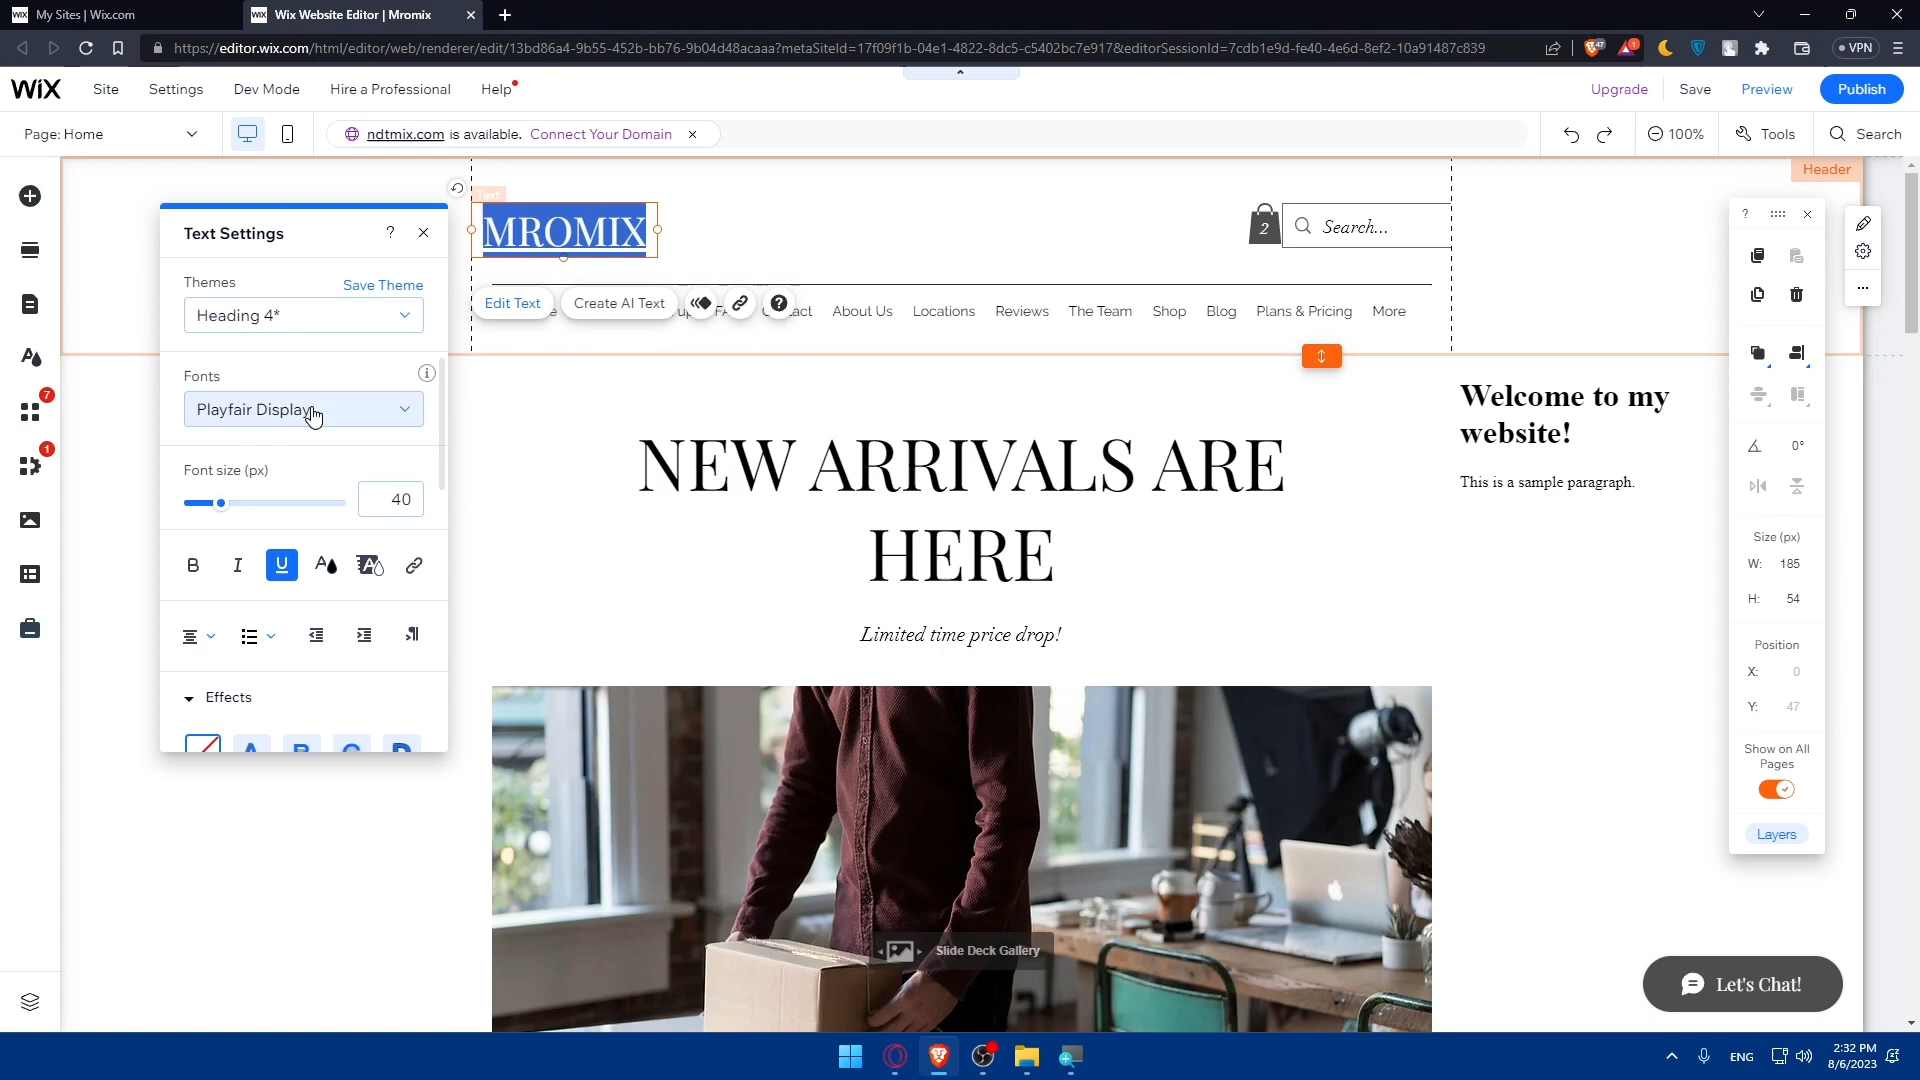 My Sites | Wix.com
Wix Website Editor | Mromix
https://editor.wix.com/html/editor/web/renderer/edit/13bd86a4-9b55-452b-bb76-9b04d48acaaa?metaSiteId=17f09f1b-04e1-4822-8dc5-c5402bc7e917&editorSessionId=7cdb1e9d-fe40-4e6d-8ef2-10a91487c839
47
1
VPN
WiX
Site
Settings
Dev Mode
Hire a Professional
Help
Upgrade
Save
Preview
Publish
Page: Home
ndtmix.com is available. Connect Your Domain
100%
Tools
Search
Header
Text
MROMIX
2
Search...
Edit Text
Create AI Text
About Us
Locations
Reviews
The Team
Shop
Blog
Plans & Pricing
More
Text Settings
?
Themes
Save Theme
Heading 4*
Fonts
Playfair Display
Font size (px)
40
B
I
U
Effects
7
1
NEW ARRIVALS ARE
HERE
Limited time price drop!
Slide Deck Gallery
Welcome to my
website!
This is a sample paragraph.
?
0°
Size (px)
W: 185
H: 54
Position
X: 0
Y: 47
Show on All
Pages
Layers
Let's Chat!
ENG
2:32 PM
8/6/2023